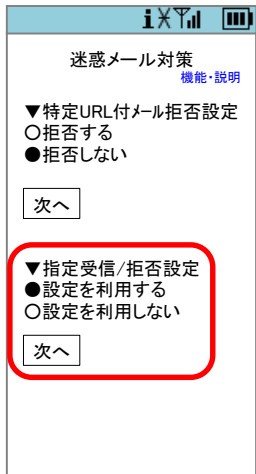 迷惑メール対策
機能・説明
▼特定URL付メール拒否設定
○拒否する
●拒否しない
次へ
▼指定受信/拒否設定
●設定を利用する
○設定を利用しない
次へ